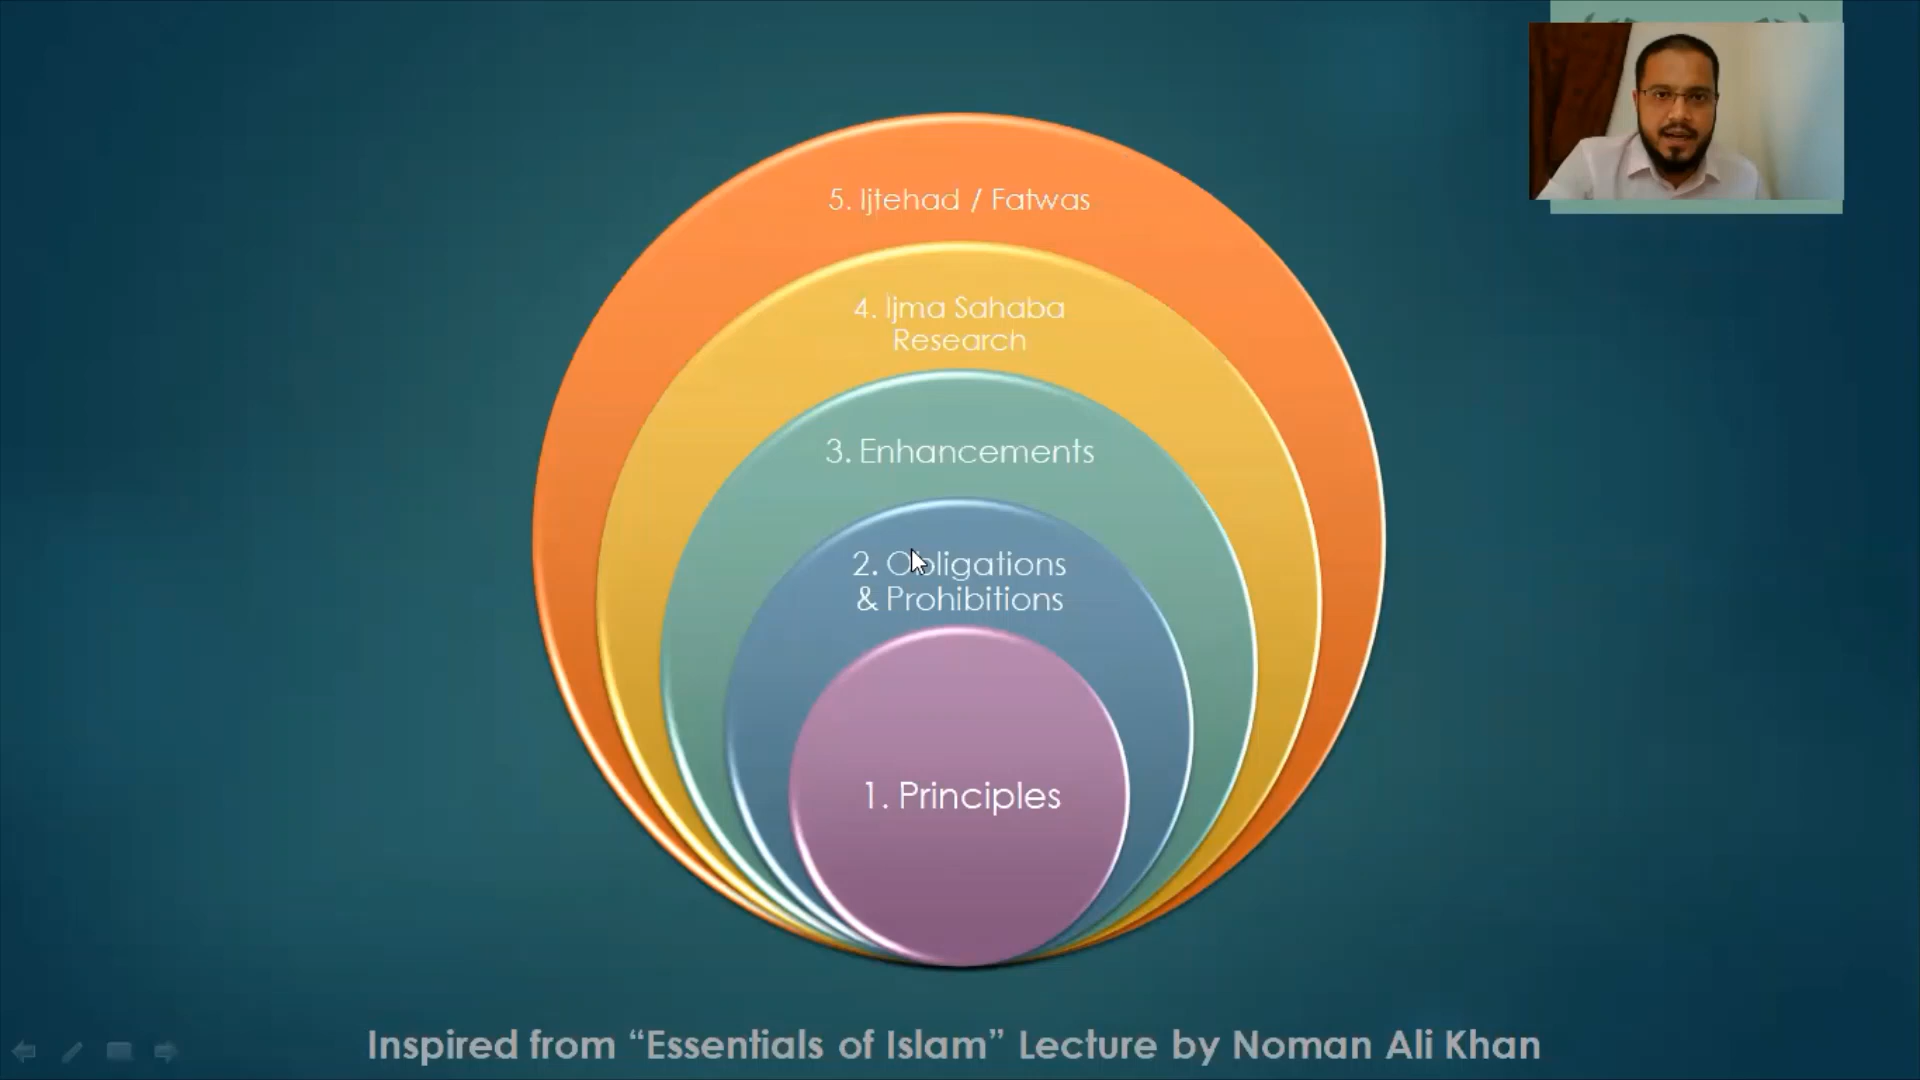 5. Ijtehad / Fatwas
4. Ijma Sahaba
Research
3. Enhancements
2. Obligations
& Prohibitions
1. Principles
Inspired from “Essentials of Islam” Lecture by Noman Ali Khan